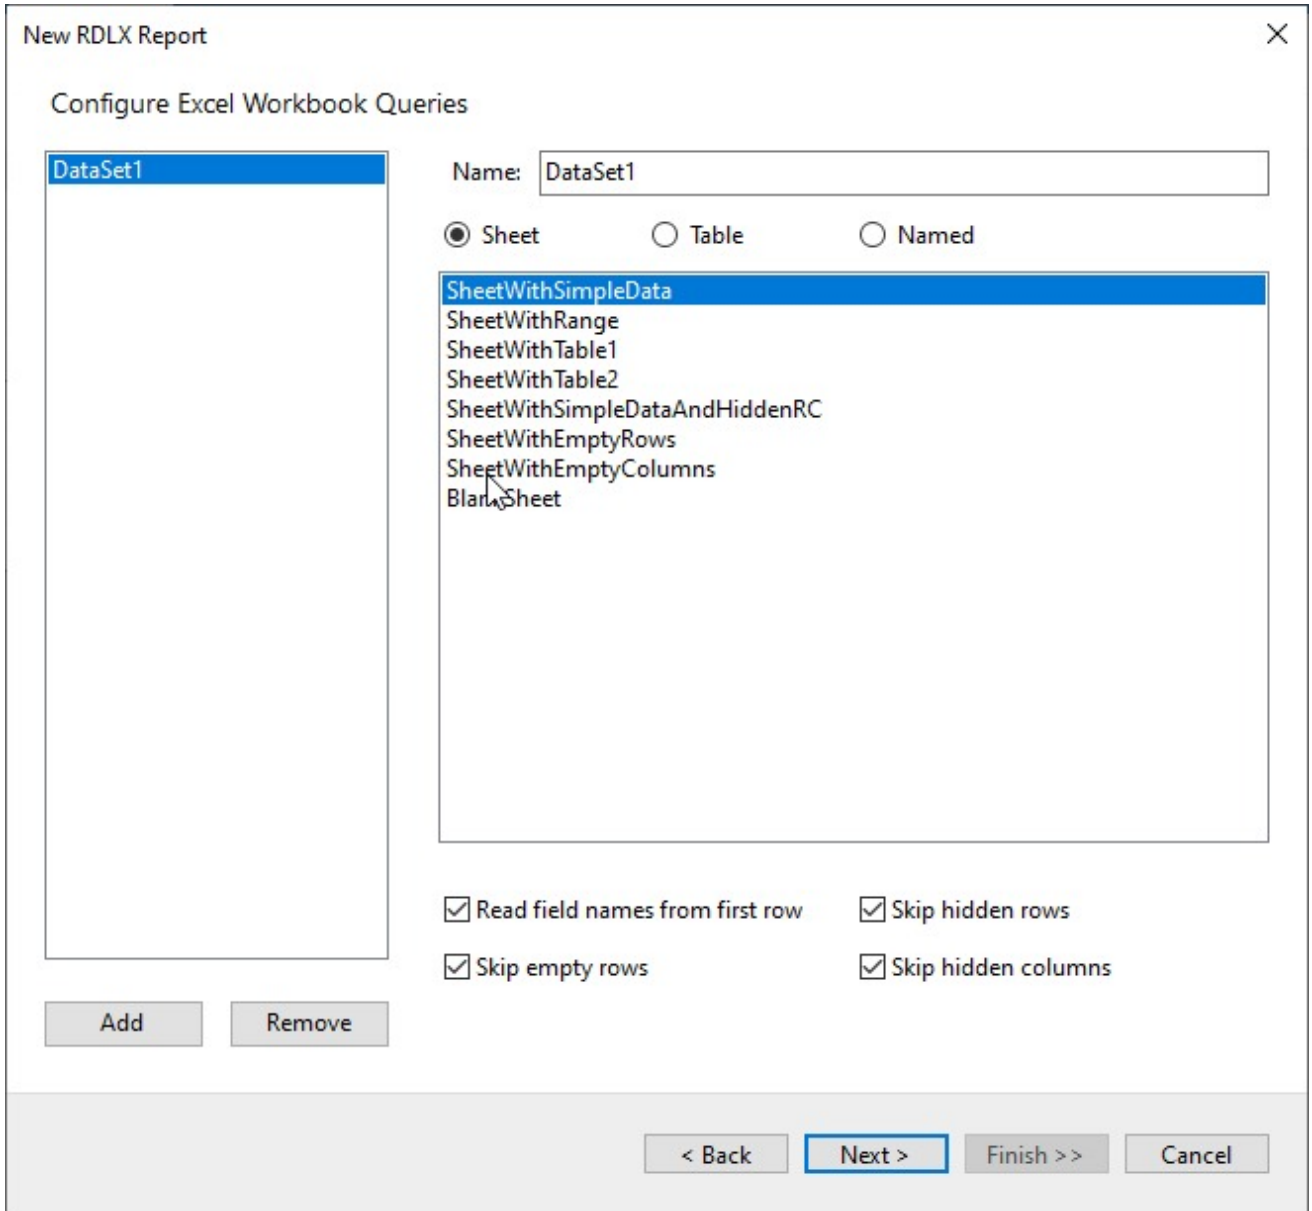 New RDLX Report
Configure Excel Workbook Queries
DataSet1
Name: DataSet1
Sheet Table Named
SheetWithSimpleData
SheetWithRange
SheetWithTable1
SheetWithTable2
SheetWithSimpleDataAndHiddenRC
SheetWithEmptyRows
SheetWithEmptyColumns
BlankSheet
Read field names from first row Skip hidden rows
Skip empty rows Skip hidden columns
Add Remove
< Back Next > Finish >> Cancel